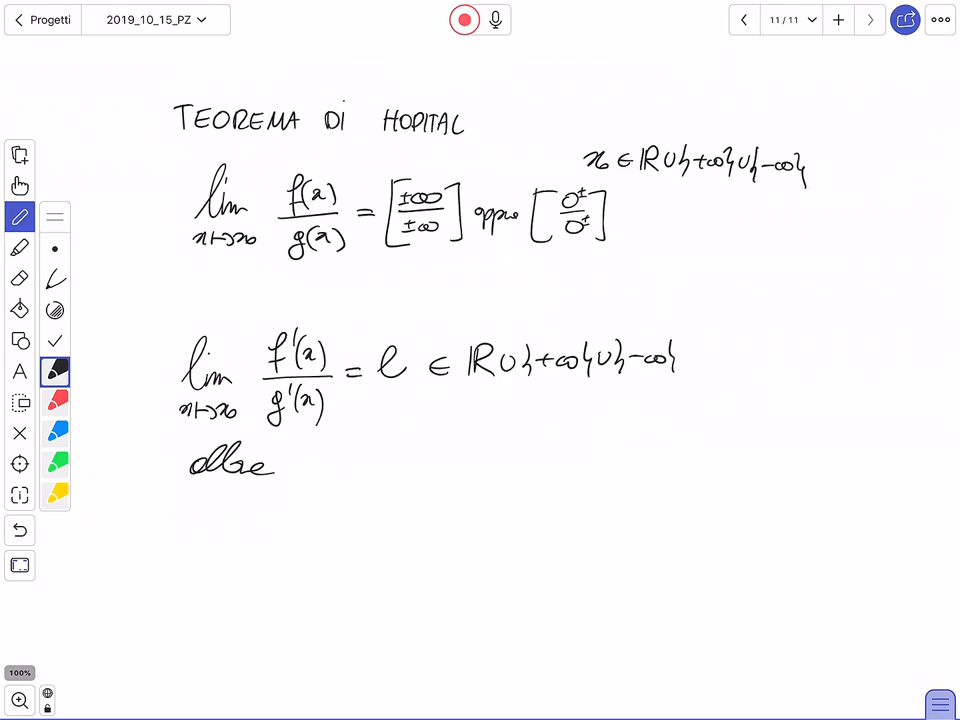 Progetti
2019_10_15_PZ
11 / 11
TEOREMA DI HOPITAL
x₀ ∈ ℝ ∪ {+∞} ∪ {-∞}
lim x→x₀ f(x)/g(x) = [±∞/±∞] oppure [0±/0±]
lim x→x₀ f'(x)/g'(x) = l ∈ ℝ ∪ {+∞} ∪ {-∞}
allora
A
100%